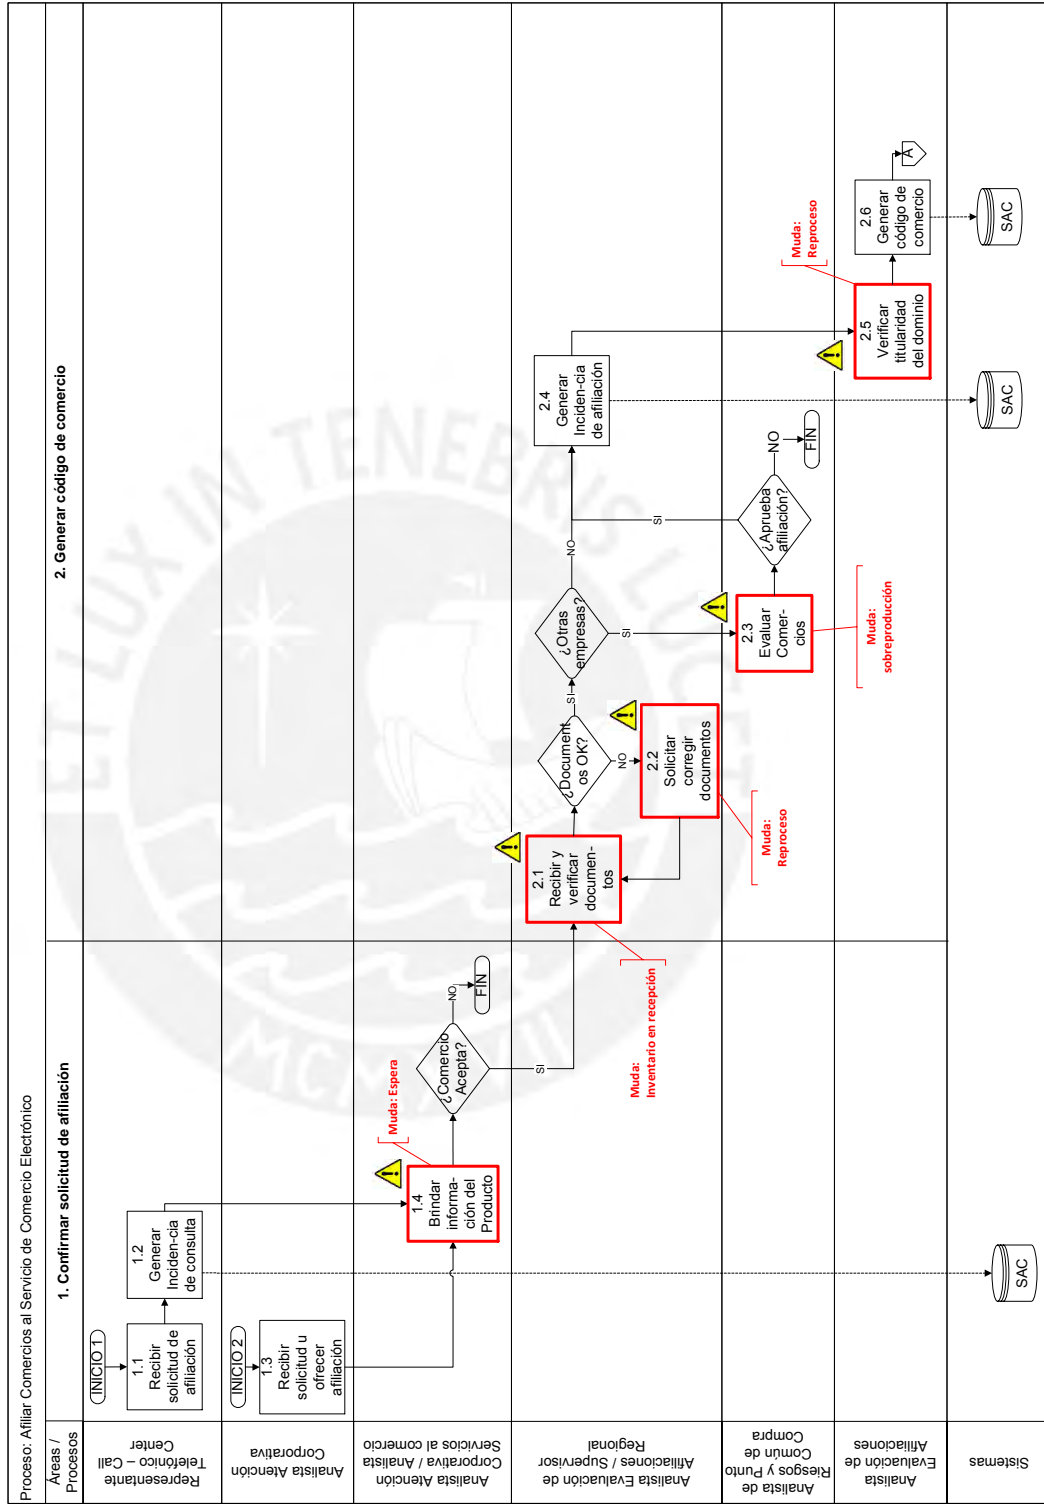 Proceso: Afiliar Comercios al Servicio de Comercio Electrónico
Áreas /
Procesos
1. Confirmar solicitud de afiliación
2. Generar código de comercio
Representante
Telefónico – Call
Center
INICIO 1
1.1
Recibir
solicitud de
afiliación
1.2
Generar
Inciden-cia
de consulta
Analista Atención
Corporativa
INICIO 2
1.3
Recibir
solicitud u
ofrecer
afiliación
Analista Atención
Corporativa / Analista
Servicios al comercio
1.4
Brindar
informa-
ción del
Producto
Muda: Espera
¿Comercio
Acepta?
NO
FIN
SI
Analista Evaluación de
Afiliaciones / Supervisor
Regional
2.1
Recibir y
verificar
documen-
tos
Muda:
Inventario en recepción
¿Document
os OK?
NO
SI
2.2
Solicitar
corregir
documentos
Muda:
Reproceso
¿Otras
empresas?
NO
SI
2.4
Generar
Inciden-cia
de afiliación
Analista de
Riesgos y Punto
de Común de
Compra
2.3
Evaluar
Comer-
cios
Muda:
sobreproducción
¿Aprueba
afiliación?
SI
NO
FIN
Analista
Evaluación de
Afiliaciones
2.5
Verificar
titularidad
del dominio
Muda:
Reproceso
2.6
Generar
código de
comercio
A
Sistemas
SAC
SAC
SAC
ET LUX IN TENEBRIS LUCET
MCMXVII